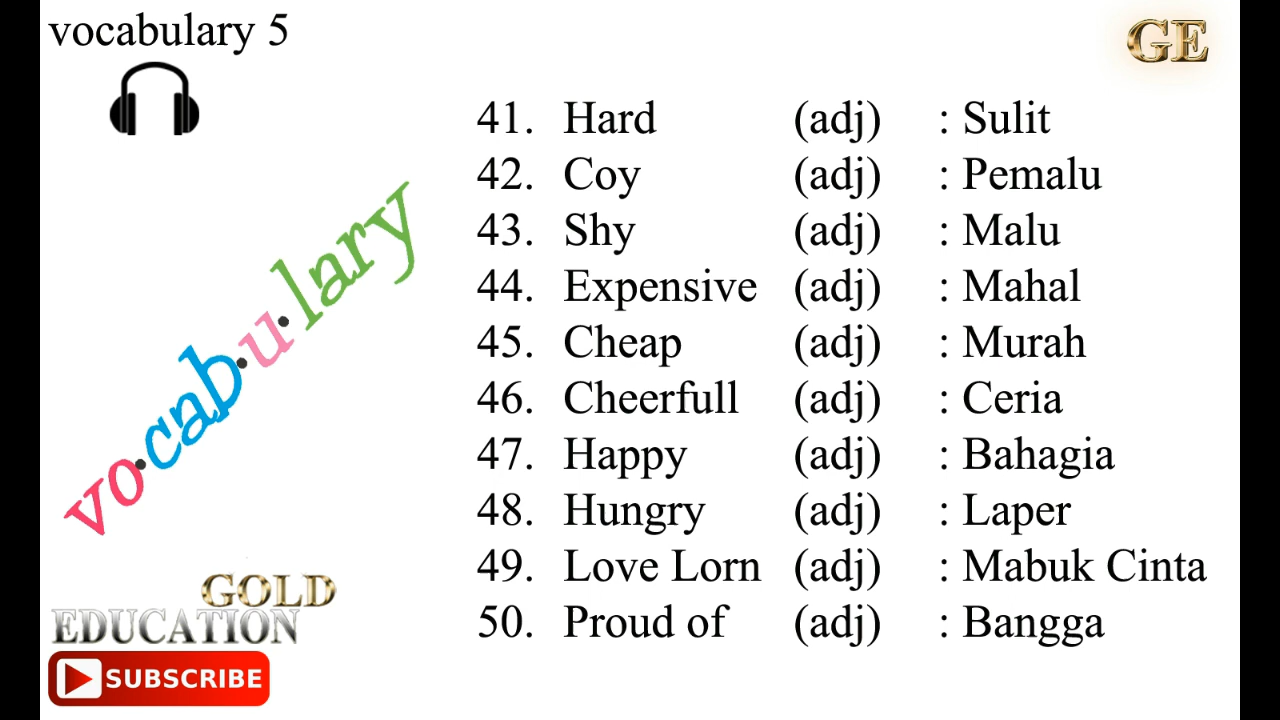 vocabulary 5
GE
41. Hard (adj) : Sulit
42. Coy (adj) : Pemalu
43. Shy (adj) : Malu
44. Expensive (adj) : Mahal
45. Cheap (adj) : Murah
46. Cheerfull (adj) : Ceria
47. Happy (adj) : Bahagia
48. Hungry (adj) : Laper
49. Love Lorn (adj) : Mabuk Cinta
50. Proud of (adj) : Bangga
vo·cab·u·lary
GOLD
EDUCATION
SUBSCRIBE